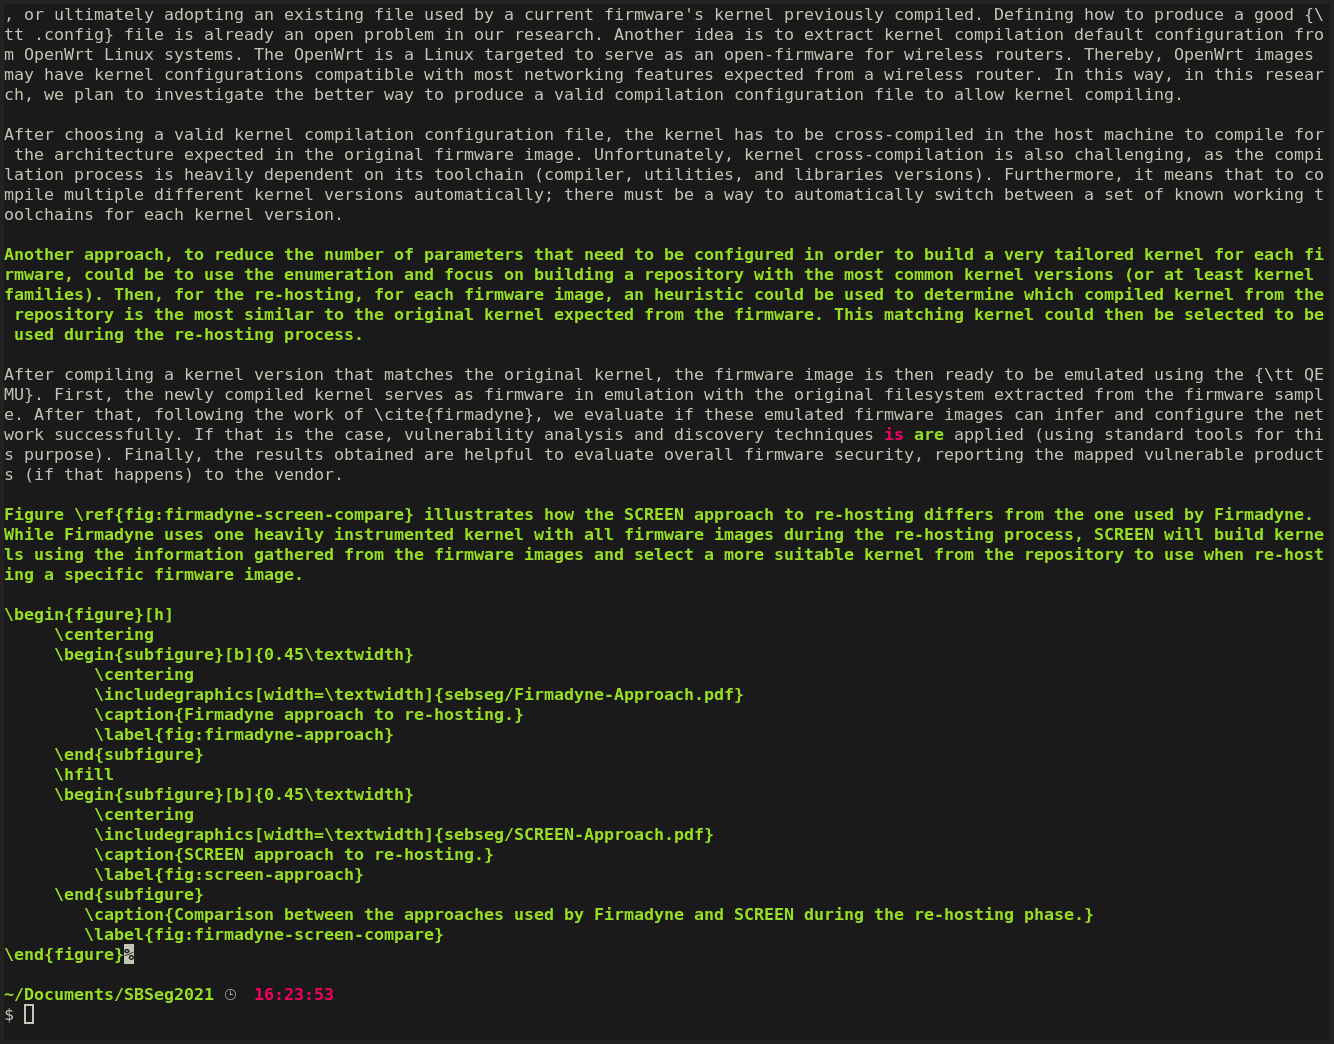 , or ultimately adopting an existing file used by a current firmware's kernel previously compiled. Defining how to produce a good {\
tt .config} file is already an open problem in our research. Another idea is to extract kernel compilation default configuration fro
m OpenWrt Linux systems. The OpenWrt is a Linux targeted to serve as an open-firmware for wireless routers. Thereby, OpenWrt images
may have kernel configurations compatible with most networking features expected from a wireless router. In this way, in this resear
ch, we plan to investigate the better way to produce a valid compilation configuration file to allow kernel compiling.

After choosing a valid kernel compilation configuration file, the kernel has to be cross-compiled in the host machine to compile for
 the architecture expected in the original firmware image. Unfortunately, kernel cross-compilation is also challenging, as the compi
lation process is heavily dependent on its toolchain (compiler, utilities, and libraries versions). Furthermore, it means that to co
mpile multiple different kernel versions automatically; there must be a way to automatically switch between a set of known working t
oolchains for each kernel version.

Another approach, to reduce the number of parameters that need to be configured in order to build a very tailored kernel for each fi
rmware, could be to use the enumeration and focus on building a repository with the most common kernel versions (or at least kernel
families). Then, for the re-hosting, for each firmware image, an heuristic could be used to determine which compiled kernel from the
 repository is the most similar to the original kernel expected from the firmware. This matching kernel could then be selected to be
 used during the re-hosting process.

After compiling a kernel version that matches the original kernel, the firmware image is then ready to be emulated using the {\tt QE
MU}. First, the newly compiled kernel serves as firmware in emulation with the original filesystem extracted from the firmware sampl
e. After that, following the work of \cite{firmadyne}, we evaluate if these emulated firmware images can infer and configure the net
work successfully. If that is the case, vulnerability analysis and discovery techniques is are applied (using standard tools for thi
s purpose). Finally, the results obtained are helpful to evaluate overall firmware security, reporting the mapped vulnerable product
s (if that happens) to the vendor.

Figure \ref{fig:firmadyne-screen-compare} illustrates how the SCREEN approach to re-hosting differs from the one used by Firmadyne.
While Firmadyne uses one heavily instrumented kernel with all firmware images during the re-hosting process, SCREEN will build kerne
ls using the information gathered from the firmware images and select a more suitable kernel from the repository to use when re-host
ing a specific firmware image.

\begin{figure}[h]
     \centering
     \begin{subfigure}[b]{0.45\textwidth}
         \centering
         \includegraphics[width=\textwidth]{sebseg/Firmadyne-Approach.pdf}
         \caption{Firmadyne approach to re-hosting.}
         \label{fig:firmadyne-approach}
     \end{subfigure}
     \hfill
     \begin{subfigure}[b]{0.45\textwidth}
         \centering
         \includegraphics[width=\textwidth]{sebseg/SCREEN-Approach.pdf}
         \caption{SCREEN approach to re-hosting.}
         \label{fig:screen-approach}
     \end{subfigure}
        \caption{Comparison between the approaches used by Firmadyne and SCREEN during the re-hosting phase.}
        \label{fig:firmadyne-screen-compare}
\end{figure}%

~/Documents/SBSeg2021 16:23:53
$